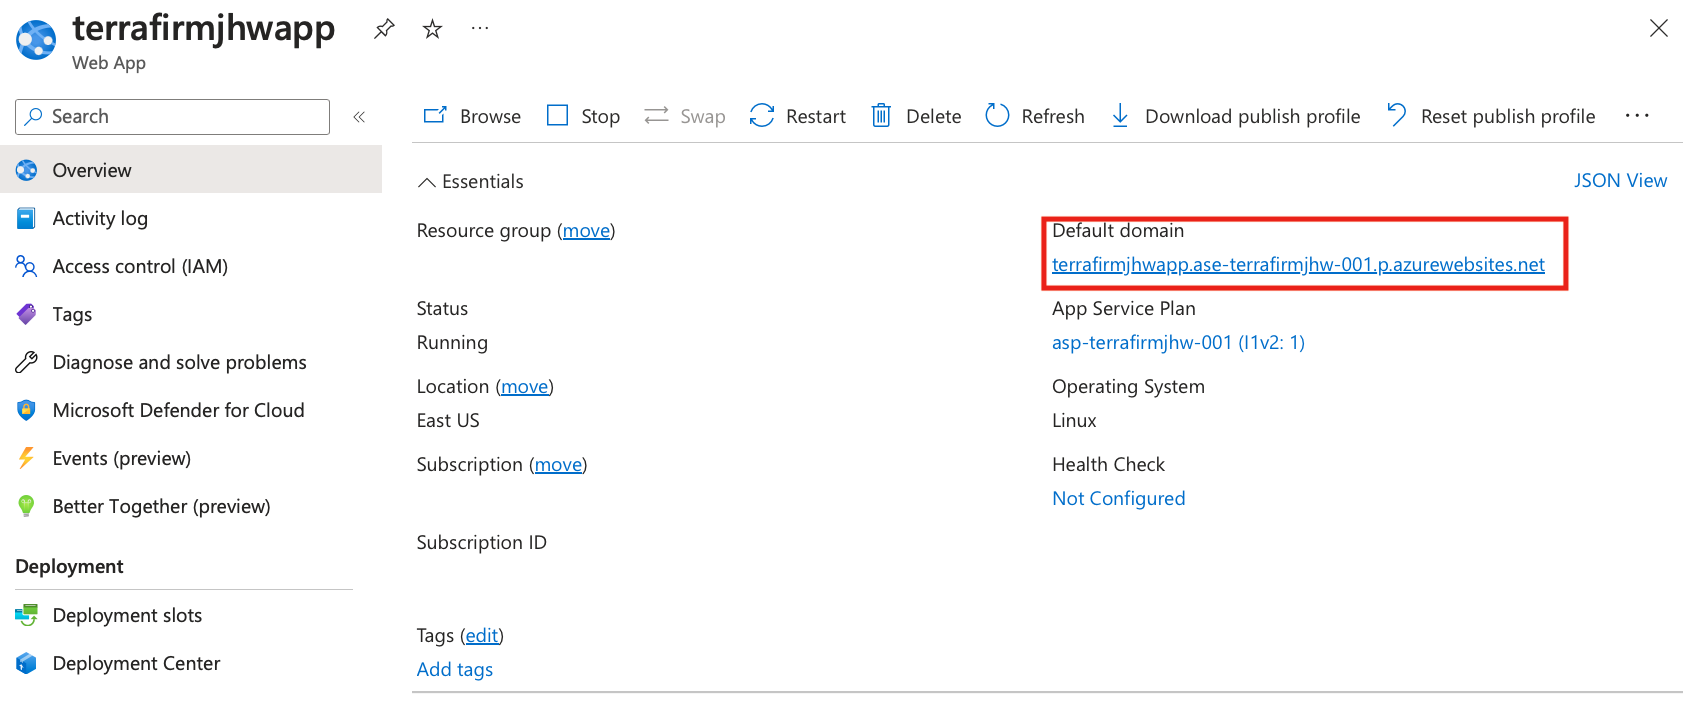 terrafirmjhwapp
Web App
Search
Overview
Activity log
Access control (IAM)
Tags
Diagnose and solve problems
Microsoft Defender for Cloud
Events (preview)
Better Together (preview)
Deployment
Deployment slots
Deployment Center
Browse Stop Swap Restart Delete Refresh Download publish profile Reset publish profile
Essentials
JSON View
Resource group (move)
Status
Running
Location (move)
East US
Subscription (move)
Subscription ID
Tags (edit)
Add tags
Default domain
terrafirmjhwapp.ase-terrafirmjhw-001.p.azurewebsites.net
App Service Plan
asp-terrafirmjhw-001 (I1v2: 1)
Operating System
Linux
Health Check
Not Configured